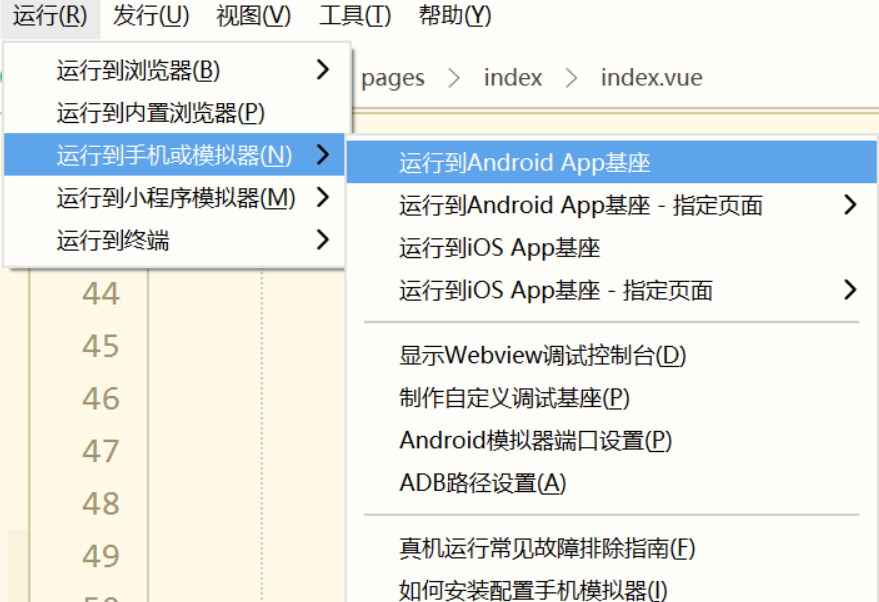 运行(R) 发行(U) 视图(V) 工具(T) 帮助(Y)
pages > index > index.vue
运行到浏览器(B)
运行到内置浏览器(P)
运行到手机或模拟器(N)
运行到小程序模拟器(M)
运行到终端
运行到Android App基座
运行到Android App基座 - 指定页面
运行到iOS App基座
运行到iOS App基座 - 指定页面
显示Webview调试控制台(D)
制作自定义调试基座(P)
Android模拟器端口设置(P)
ADB路径设置(A)
真机运行常见故障排除指南(F)
如何安装配置手机模拟器(I)
44
45
46
47
48
49